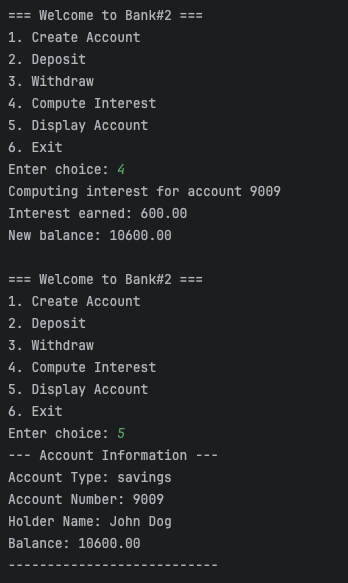 === Welcome to Bank#2 ===
1. Create Account
2. Deposit
3. Withdraw
4. Compute Interest
5. Display Account
6. Exit
Enter choice: 4
Computing interest for account 9009
Interest earned: 600.00
New balance: 10600.00

=== Welcome to Bank#2 ===
1. Create Account
2. Deposit
3. Withdraw
4. Compute Interest
5. Display Account
6. Exit
Enter choice: 5
--- Account Information ---
Account Type: savings
Account Number: 9009
Holder Name: John Dog
Balance: 10600.00
---------------------------